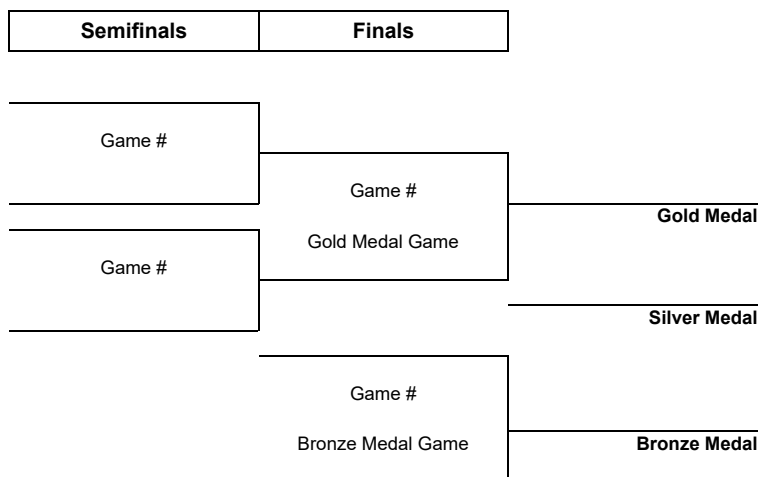 Semifinals Finals
Game #
Game #
Gold Medal
Gold Medal Game
Game #
Silver Medal
Game #
Bronze Medal Game Bronze Medal